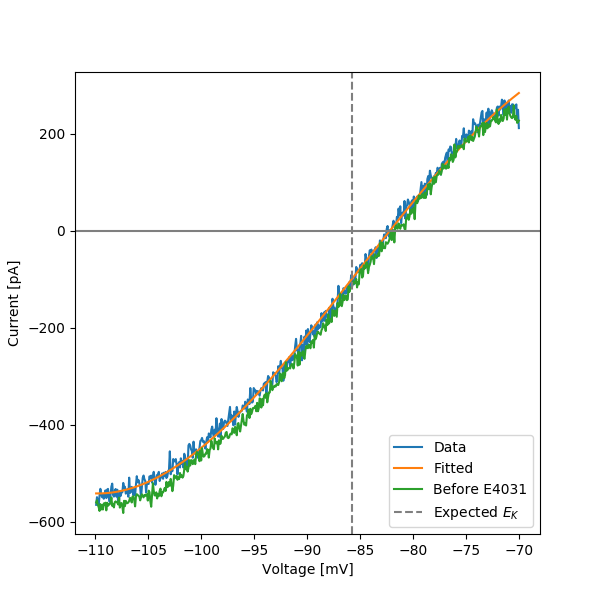 200
0
−200
−400
−600
Current [pA]
Data
Fitted
Before E4031
Expected E_K
−110 −105 −100 −95 −90 −85 −80 −75 −70
Voltage [mV]